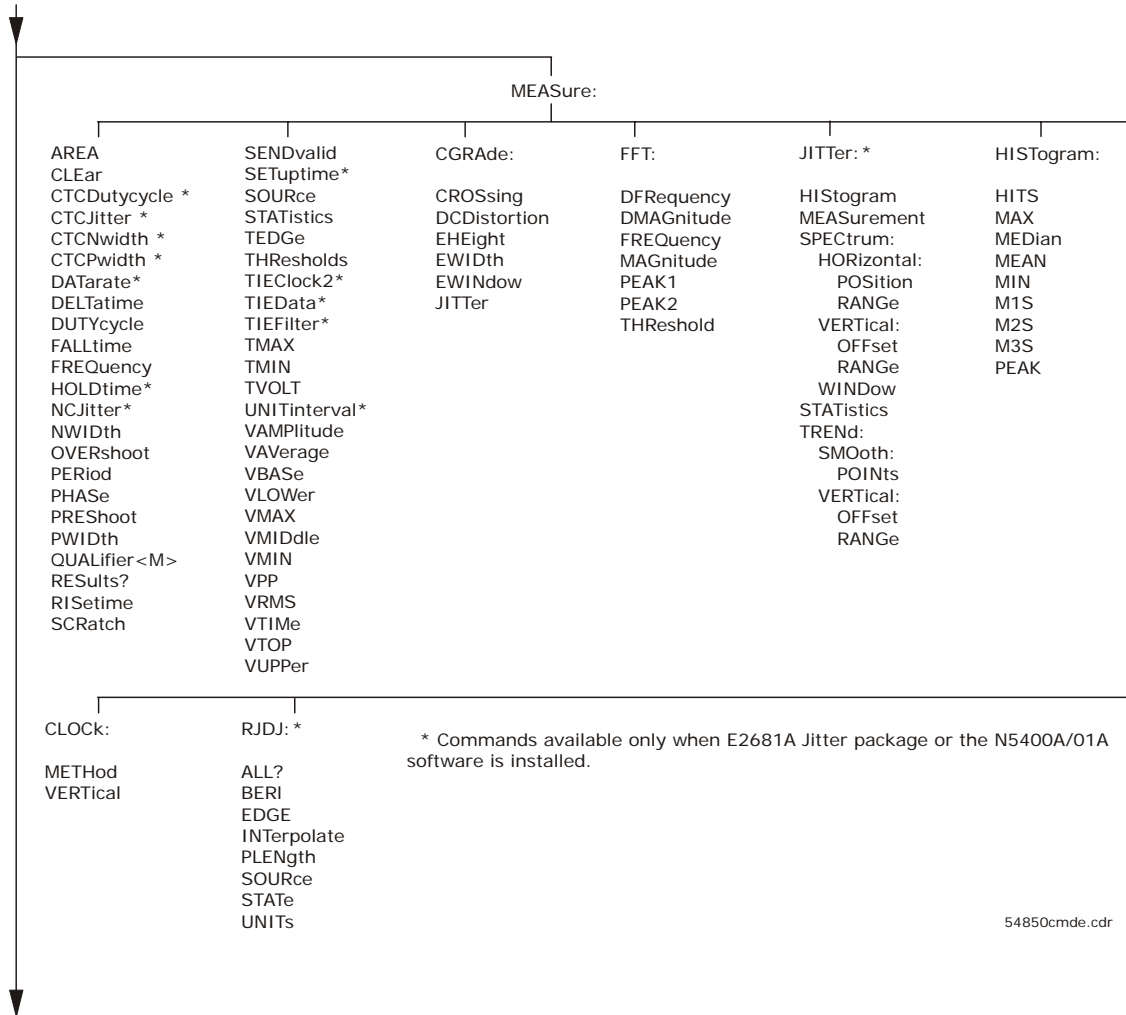 MEASure:
AREA
CLEar
CTCDutycycle *
CTCJitter *
CTCNwidth *
CTCPwidth *
DATarate*
DELTatime
DUTYcycle
FALLtime
FREQuency
HOLDtime*
NCJitter*
NWIDth
OVERshoot
PERiod
PHASe
PREShoot
PWIDth
QUALifier<M>
RESults?
RISetime
SCRatch
SENDvalid
SETuptime*
SOURce
STATistics
TEDGe
THResholds
TIEClock2*
TIEData*
TIEFilter*
TMAX
TMIN
TVOLT
UNITinterval*
VAMPlitude
VAVerage
VBASe
VLOWer
VMAX
VMIDdle
VMIN
VPP
VRMS
VTIMe
VTOP
VUPPer
CGRAde:
CROSsing
DCDistortion
EHEight
EWIDth
EWINdow
JITTer
FFT:
DFRequency
DMAGnitude
FREQuency
MAGnitude
PEAK1
PEAK2
THReshold
JITTer: *
HIStogram
MEASurement
SPECtrum:
HORizontal:
POSition
RANGe
VERTical:
OFFset
RANGe
WINDow
STATistics
TRENd:
SMOoth:
POINts
VERTical:
OFFset
RANGe
HISTogram:
HITS
MAX
MEDian
MEAN
MIN
M1S
M2S
M3S
PEAK
CLOCk:
METHod
VERTical
RJDJ: *
ALL?
BERI
EDGE
INTerpolate
PLENgth
SOURce
STATe
UNITs
* Commands available only when E2681A Jitter package or the N5400A/01A
software is installed.
54850cmde.cdr